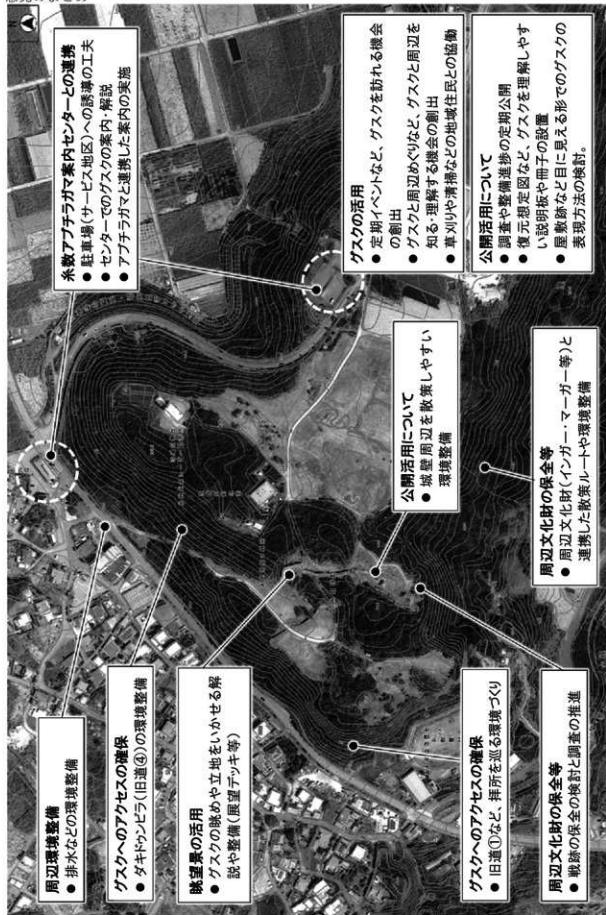 周辺環境整備
● 排水などの環境整備
グスクへのアクセスの確保
● ダキドゥンビラ(旧道④)の環境整備
眺望景の活用
● グスクの眺めや立地をいかせる解
説や整備(展望デッキ等)
グスクへのアクセスの確保
● 旧道①など、拝所を巡る環境づくり
周辺文化財の保全等
● 戦跡の保全の検討と調査の推進
糸数アブチラガマ案内センターとの連携
● 駐車場(サービス地区)への誘導の工夫
● センターでのグスクの案内・解説
● アブチラガマと連携した案内の実施
グスクの活用
● 定期イベントなど、グスクを訪れる機会
の創出
● グスクと周辺めぐりなど、グスクと周辺を
知る・理解する機会の創出
● 草刈りや清掃などの地域住民との協働
公開活用について
● 調査や整備進捗の定期公開
● 復元想定図など、グスクを理解しやす
い説明板や冊子の設置
● 屋敷跡など目に見える形でのグスクの
表現方法の検討。
公開活用について
● 城壁周辺を散策しやすい
環境整備
周辺文化財の保全等
● 周辺文化財(インガー・マーガー等)と
連携した散策ルートや環境整備